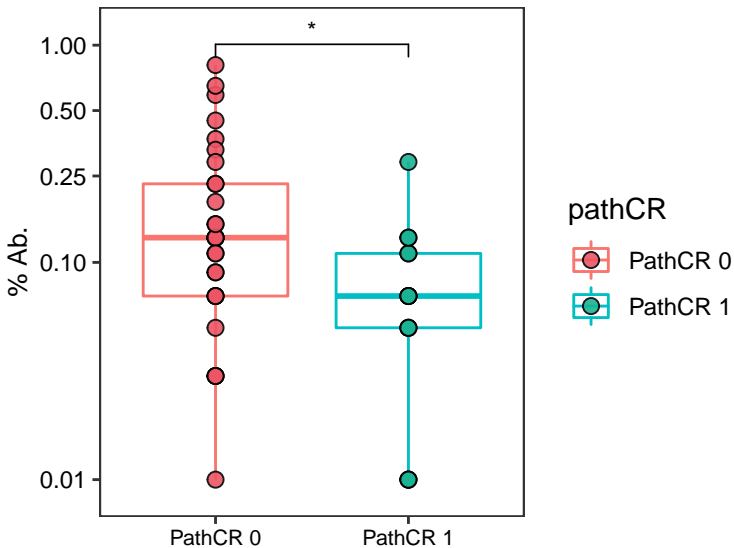 *
1.00
0.50
0.25
0.10
0.01
% Ab.
PathCR 0
PathCR 1
pathCR
PathCR 0
PathCR 1